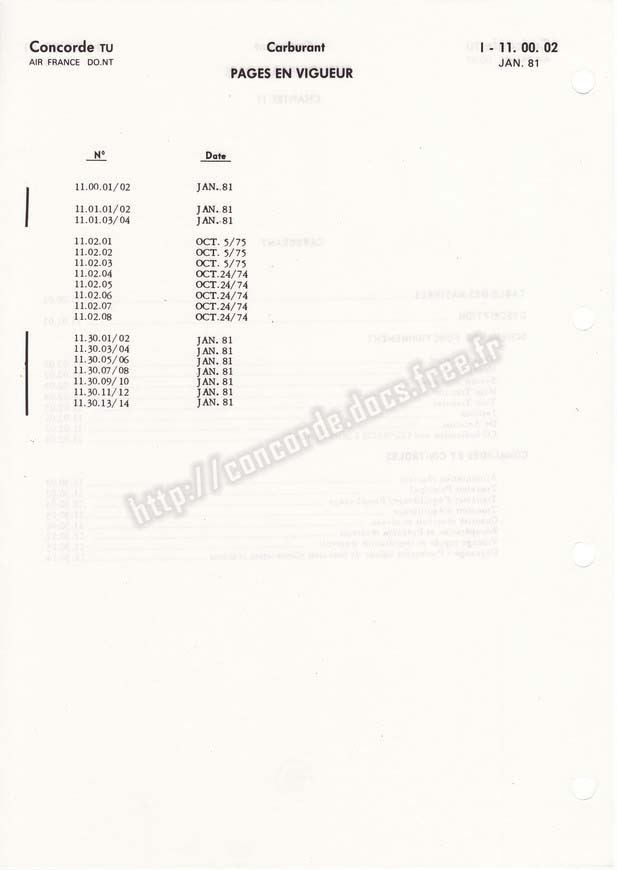 Concorde TU Carburant I - 11. 00. 02
AIR FRANCE DO.NT PAGES EN VIGUEUR JAN. 81
N° Date
11.00.01/02 JAN. 81
11.01.01/02 JAN. 81
11.01.03/04 JAN. 81
11.02.01 OCT. 5/75
11.02.02 OCT. 5/75
11.02.03 OCT. 5/75
11.02.04 OCT.24/74
11.02.05 OCT.24/74
11.02.06 OCT.24/74
11.02.07 OCT.24/74
11.02.08 OCT.24/74
11.30.01/02 JAN. 81
11.30.03/04 JAN. 81
11.30.05/06 JAN. 81
11.30.07/08 JAN. 81
11.30.09/10 JAN. 81
11.30.11/12 JAN. 81
11.30.13/14 JAN. 81
http://concorde.docs.free.fr